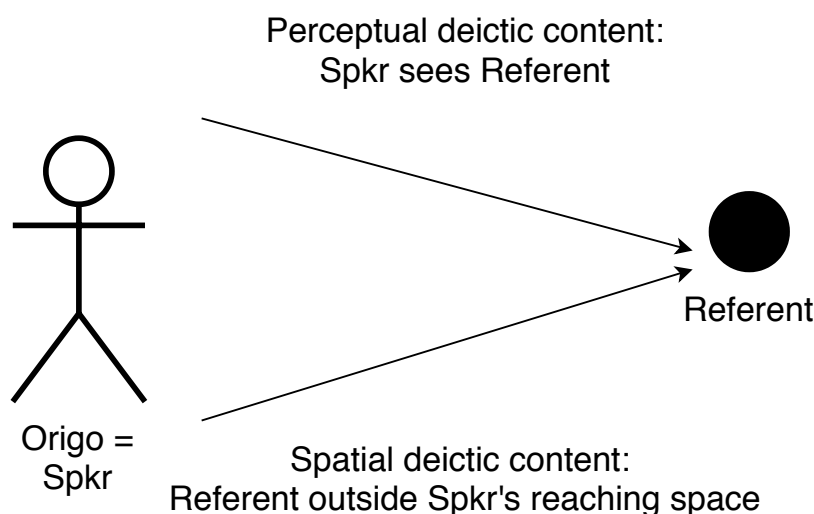 Perceptual deictic content:
Spkr sees Referent
Referent
Origo =
Spkr
Spatial deictic content:
Referent outside Spkr's reaching space